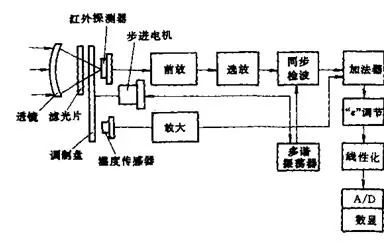 红外探测器
步进电机
前放
选放
同步
检波
加法器
透镜
滤光片
调制盘
温度传感器
放大
多谐
振荡器
"ε"调节
线性化
A/D
数显